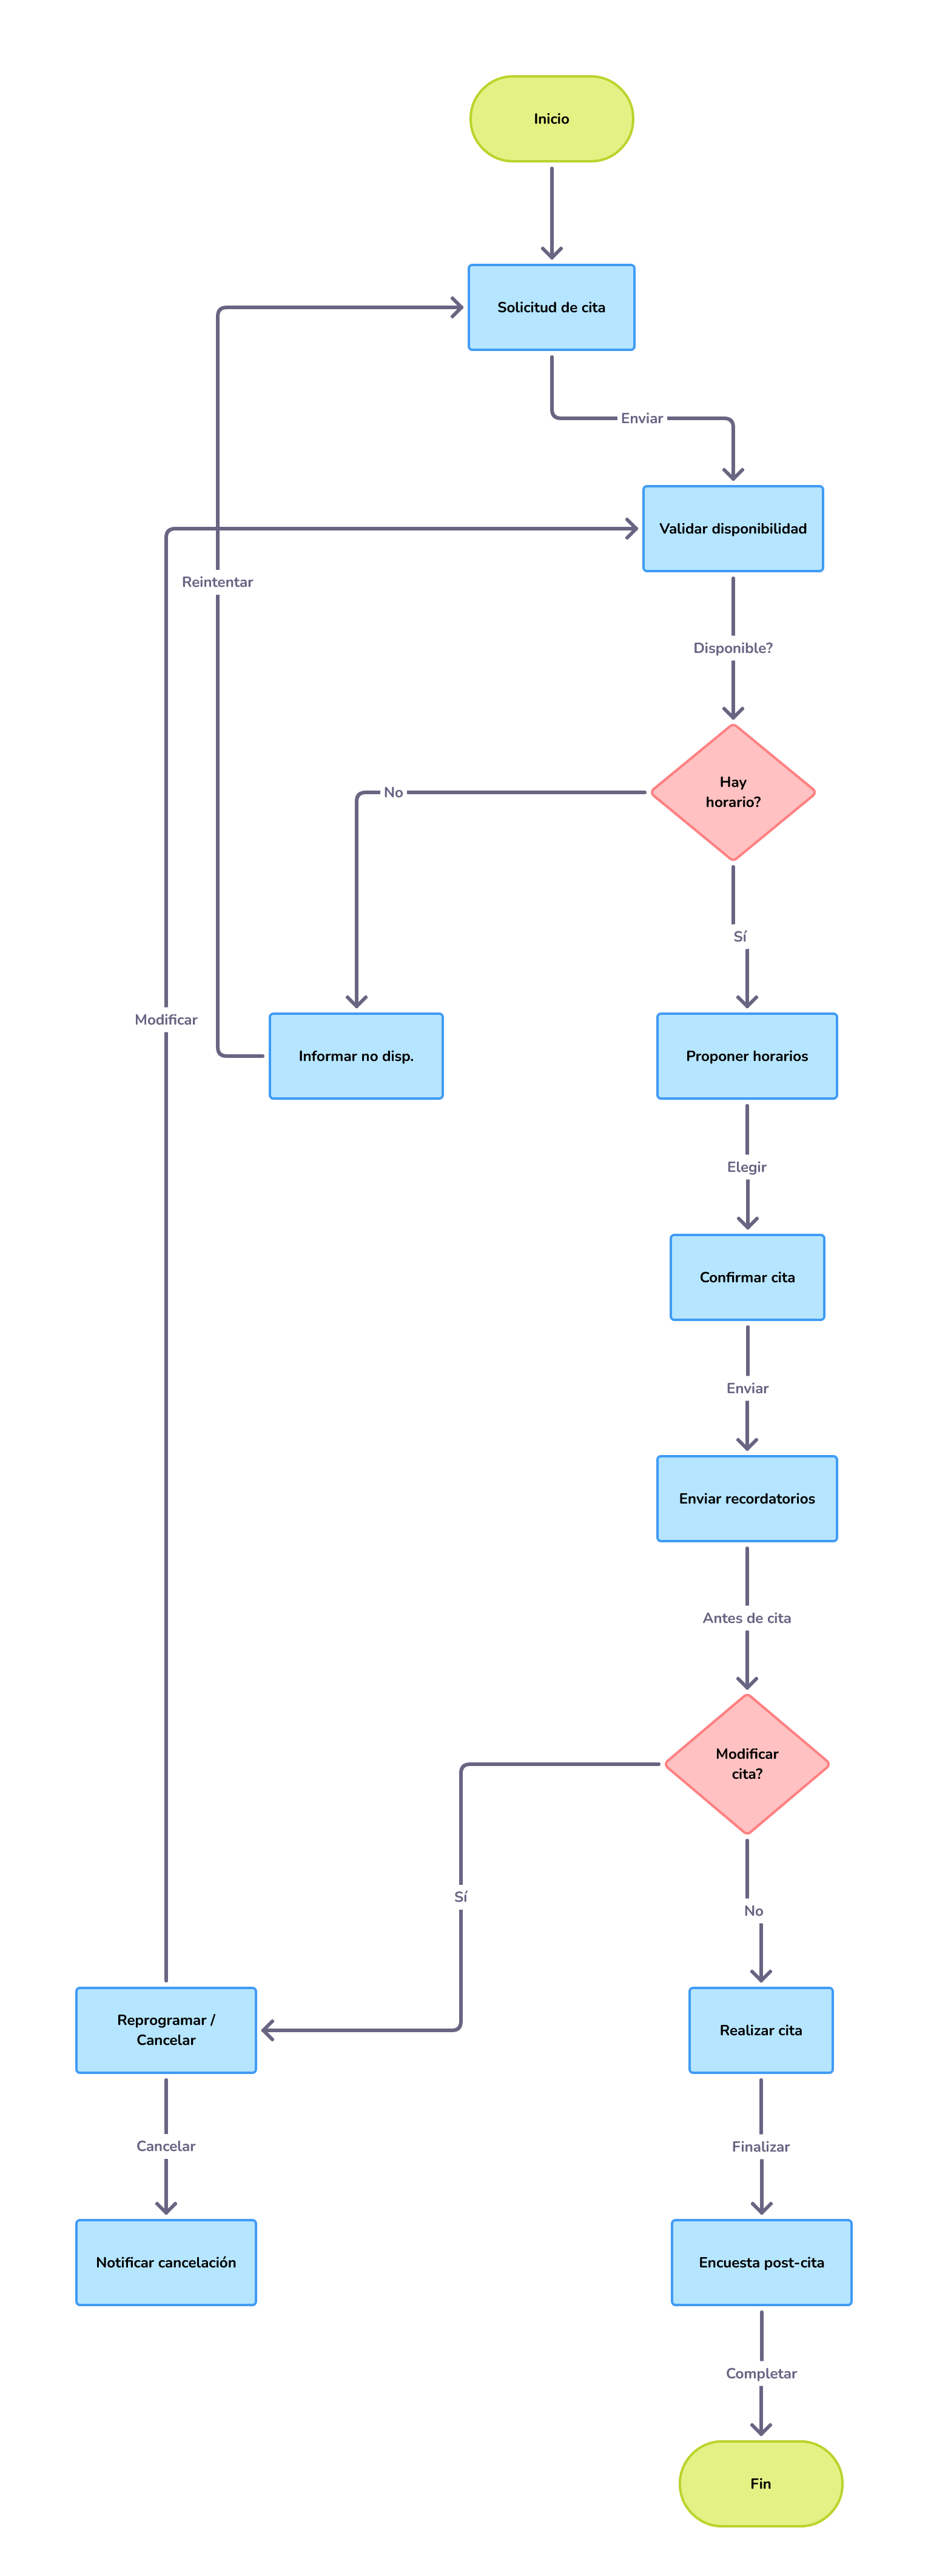 Inicio
Solicitud de cita
Enviar
Validar disponibilidad
Reintentar
Disponible?
Hay
horario?
No
Sí
Modificar
Informar no disp.
Proponer horarios
Elegir
Confirmar cita
Enviar
Enviar recordatorios
Antes de cita
Modificar
cita?
Sí
No
Reprogramar /
Cancelar
Realizar cita
Cancelar
Finalizar
Notificar cancelación
Encuesta post-cita
Completar
Fin